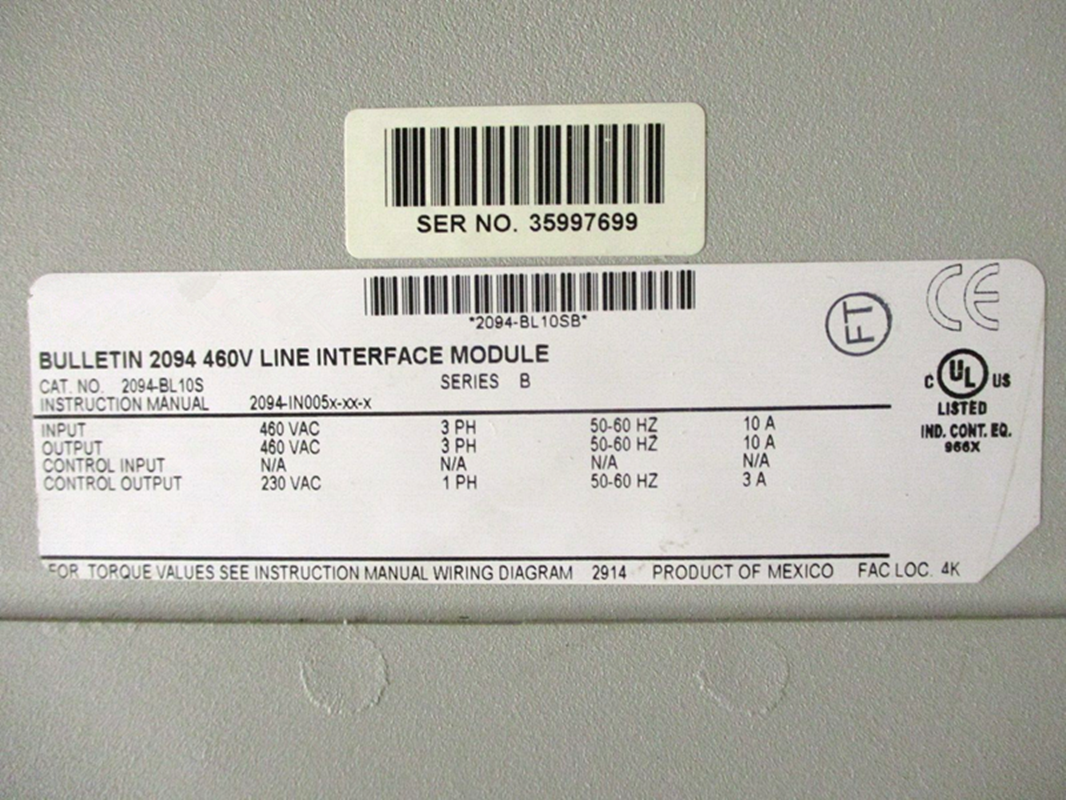 SER NO. 35997699
*2094-BL10SB*
FT
CE
BULLETIN 2094 460V LINE INTERFACE MODULE
CAT. NO. 2094-BL10S SERIES B
INSTRUCTION MANUAL 2094-IN005x-xx-x
C UL US
LISTED
IND. CONT. EQ.
966X
INPUT 460 VAC 3 PH 50-60 HZ 10 A
OUTPUT 460 VAC 3 PH 50-60 HZ 10 A
CONTROL INPUT N/A N/A N/A N/A
CONTROL OUTPUT 230 VAC 1 PH 50-60 HZ 3 A
FOR TORQUE VALUES SEE INSTRUCTION MANUAL WIRING DIAGRAM 2914 PRODUCT OF MEXICO FAC LOC. 4K